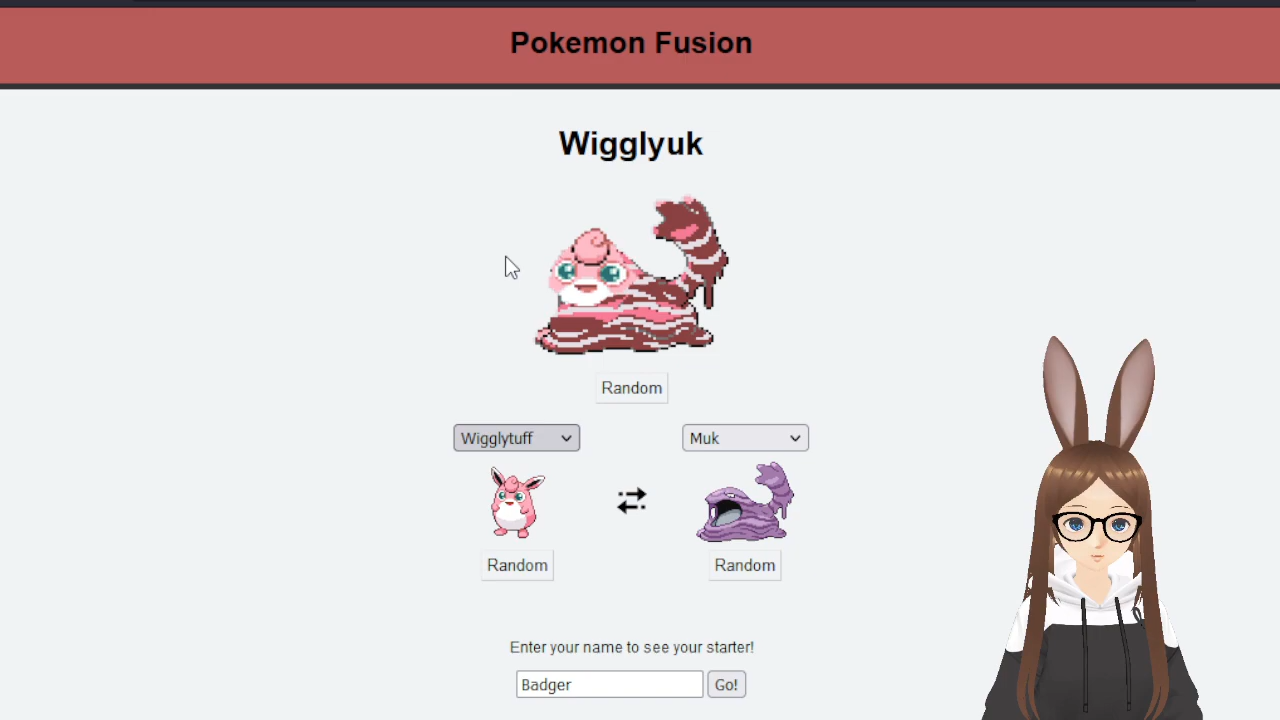 Pokemon Fusion
Wigglyuk
Random
Wigglytuff
Muk
Random
Random
Enter your name to see your starter!
Badger
Go!